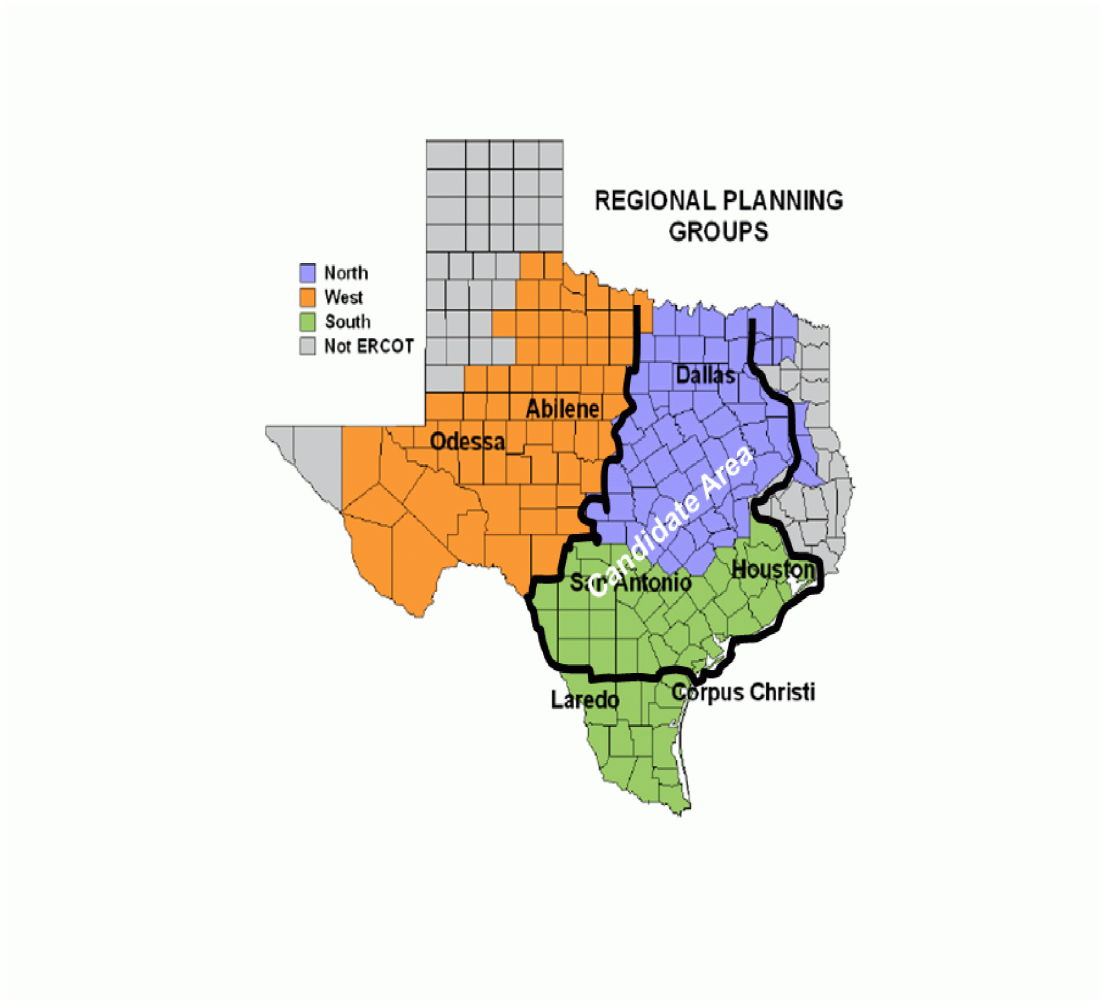 REGIONAL PLANNING
GROUPS
North
West
South
Not ERCOT
Dallas
Abilene
Odessa
Candidate Area
San Antonio
Houston
Laredo
Corpus Christi